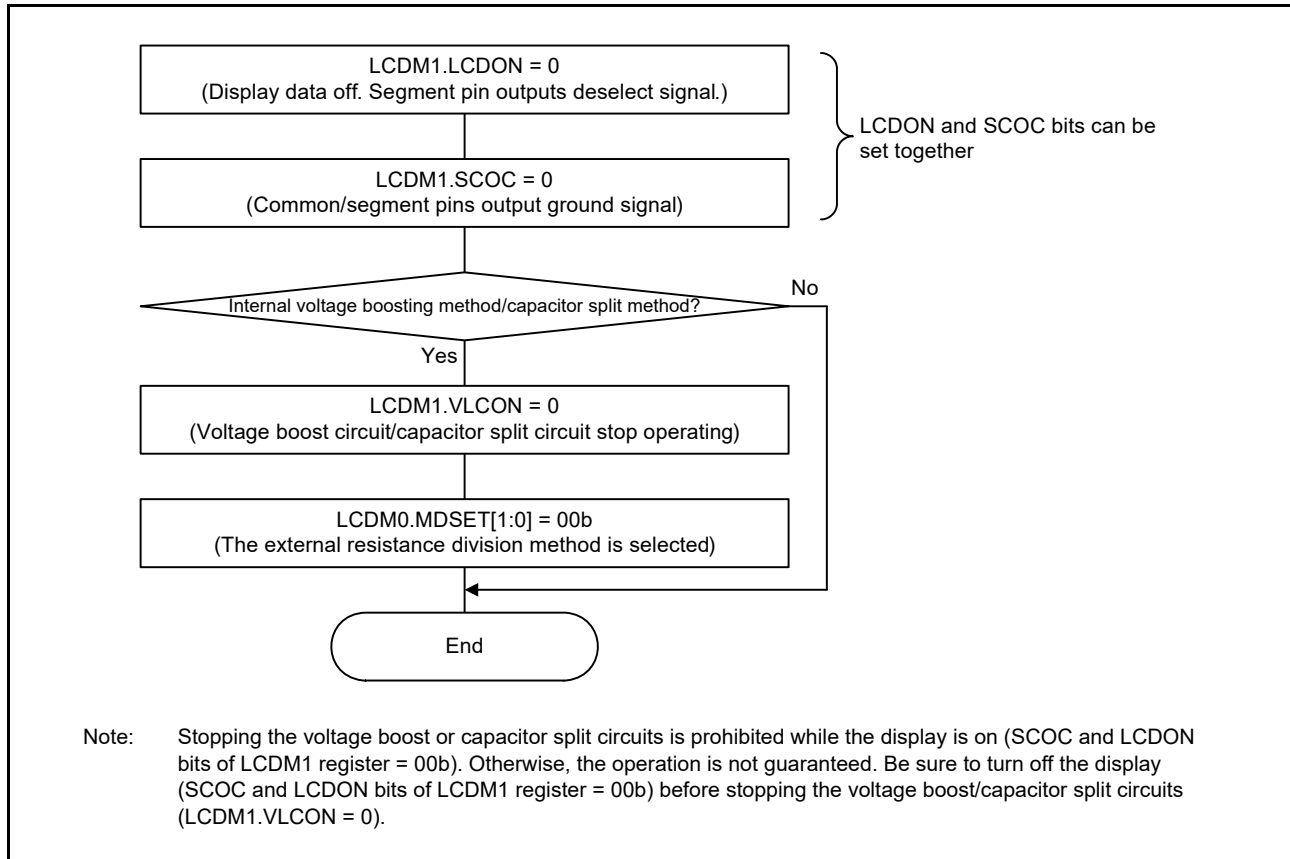 LCDM1.LCDON = 0
(Display data off. Segment pin outputs deselect signal.)
LCDON and SCOC bits can be
set together
LCDM1.SCOC = 0
(Common/segment pins output ground signal)
Internal voltage boosting method/capacitor split method?
No
Yes
LCDM1.VLCON = 0
(Voltage boost circuit/capacitor split circuit stop operating)
LCDM0.MDSET[1:0] = 00b
(The external resistance division method is selected)
End
Note: Stopping the voltage boost or capacitor split circuits is prohibited while the display is on (SCOC and LCDON
bits of LCDM1 register = 00b). Otherwise, the operation is not guaranteed. Be sure to turn off the display
(SCOC and LCDON bits of LCDM1 register = 00b) before stopping the voltage boost/capacitor split circuits
(LCDM1.VLCON = 0).